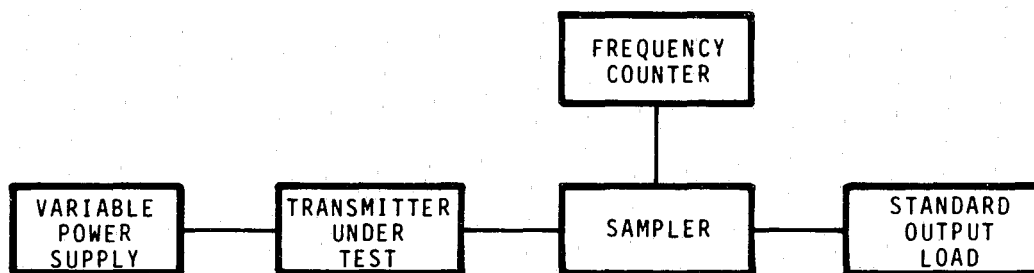 FREQUENCY
COUNTER
VARIABLE
POWER
SUPPLY
TRANSMITTER
UNDER
TEST
SAMPLER
STANDARD
OUTPUT
LOAD